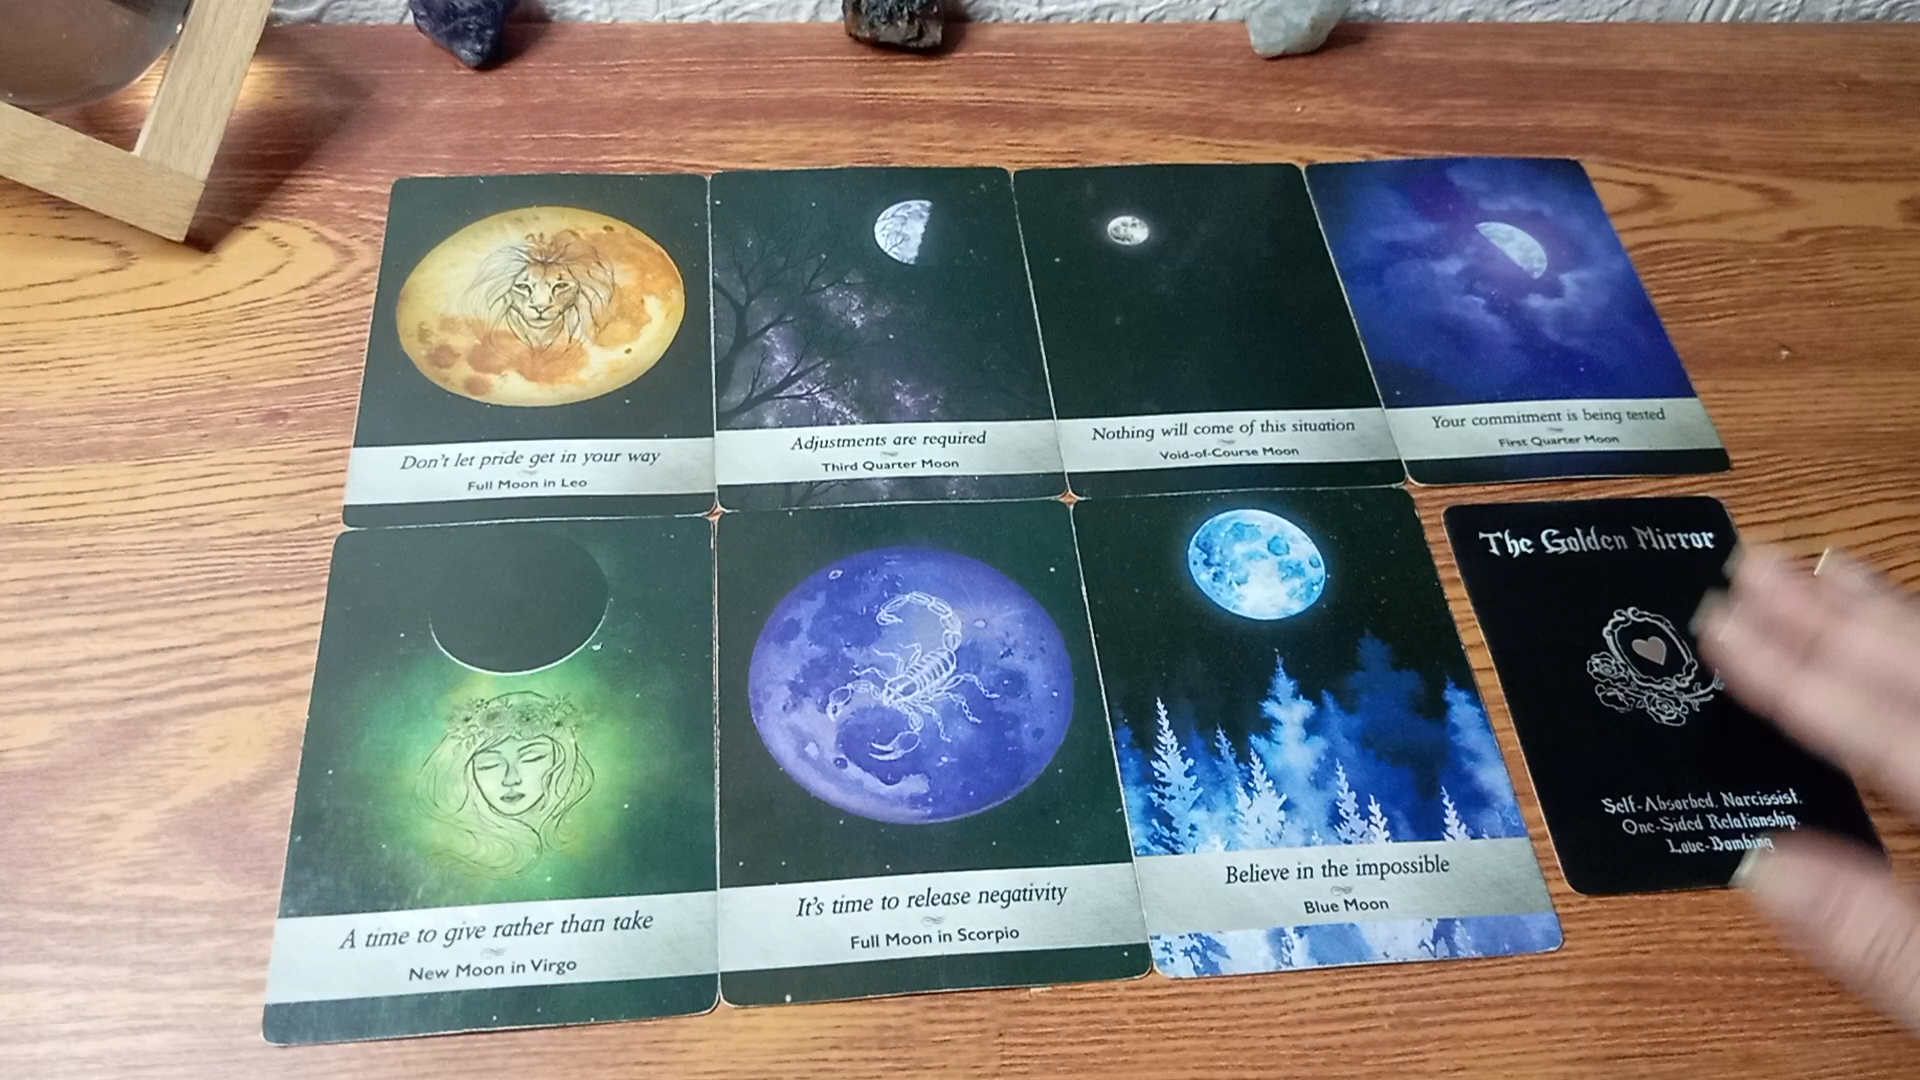 Don't let pride get in your way
Full Moon in Leo
Adjustments are required
Third Quarter Moon
Nothing will come of this situation
Void-of-Course Moon
Your commitment is being tested
First Quarter Moon
A time to give rather than take
New Moon in Virgo
It's time to release negativity
Full Moon in Scorpio
Believe in the impossible
Blue Moon
The Golden Mirror
Self-Absorbed, Narcissist,
One-Sided Relationship,
Love-Bombing